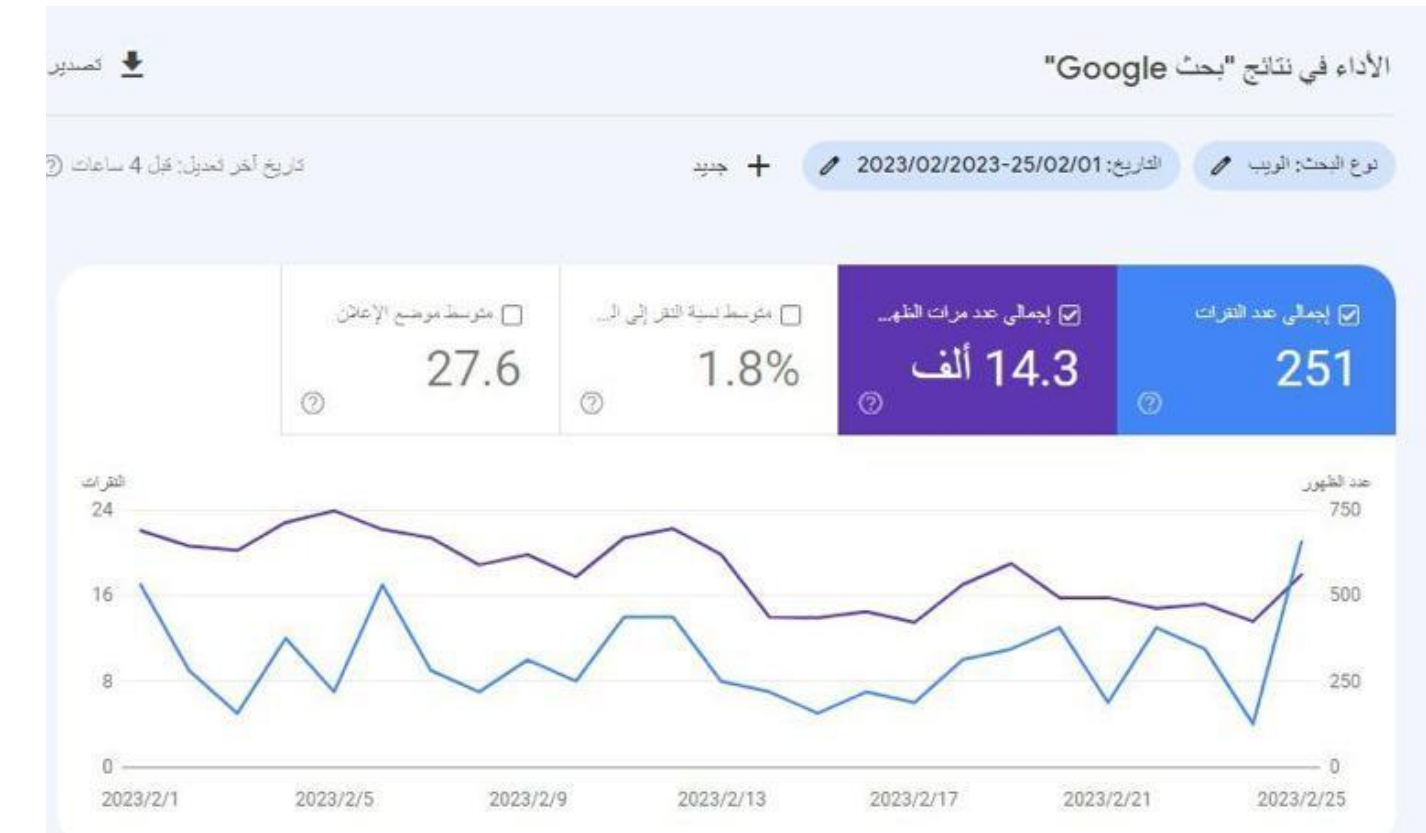 الأداء في نتائج "بحث Google"
تصدير
نوع البحث: الويب
التاريخ: 2023/02/2023-25/02/01
جديد
تاريخ آخر تعديل: قبل 4 ساعات
إجمالي عدد النقرات
251
إجمالي عدد مرات الظهـ...
14.3 ألف
متوسط نسبة النقر إلى الـ...
1.8%
متوسط موضع الإعلان
27.6
عدد الظهور
النقرات
750
500
250
0
24
16
8
0
2023/2/1 2023/2/5 2023/2/9 2023/2/13 2023/2/17 2023/2/21 2023/2/25